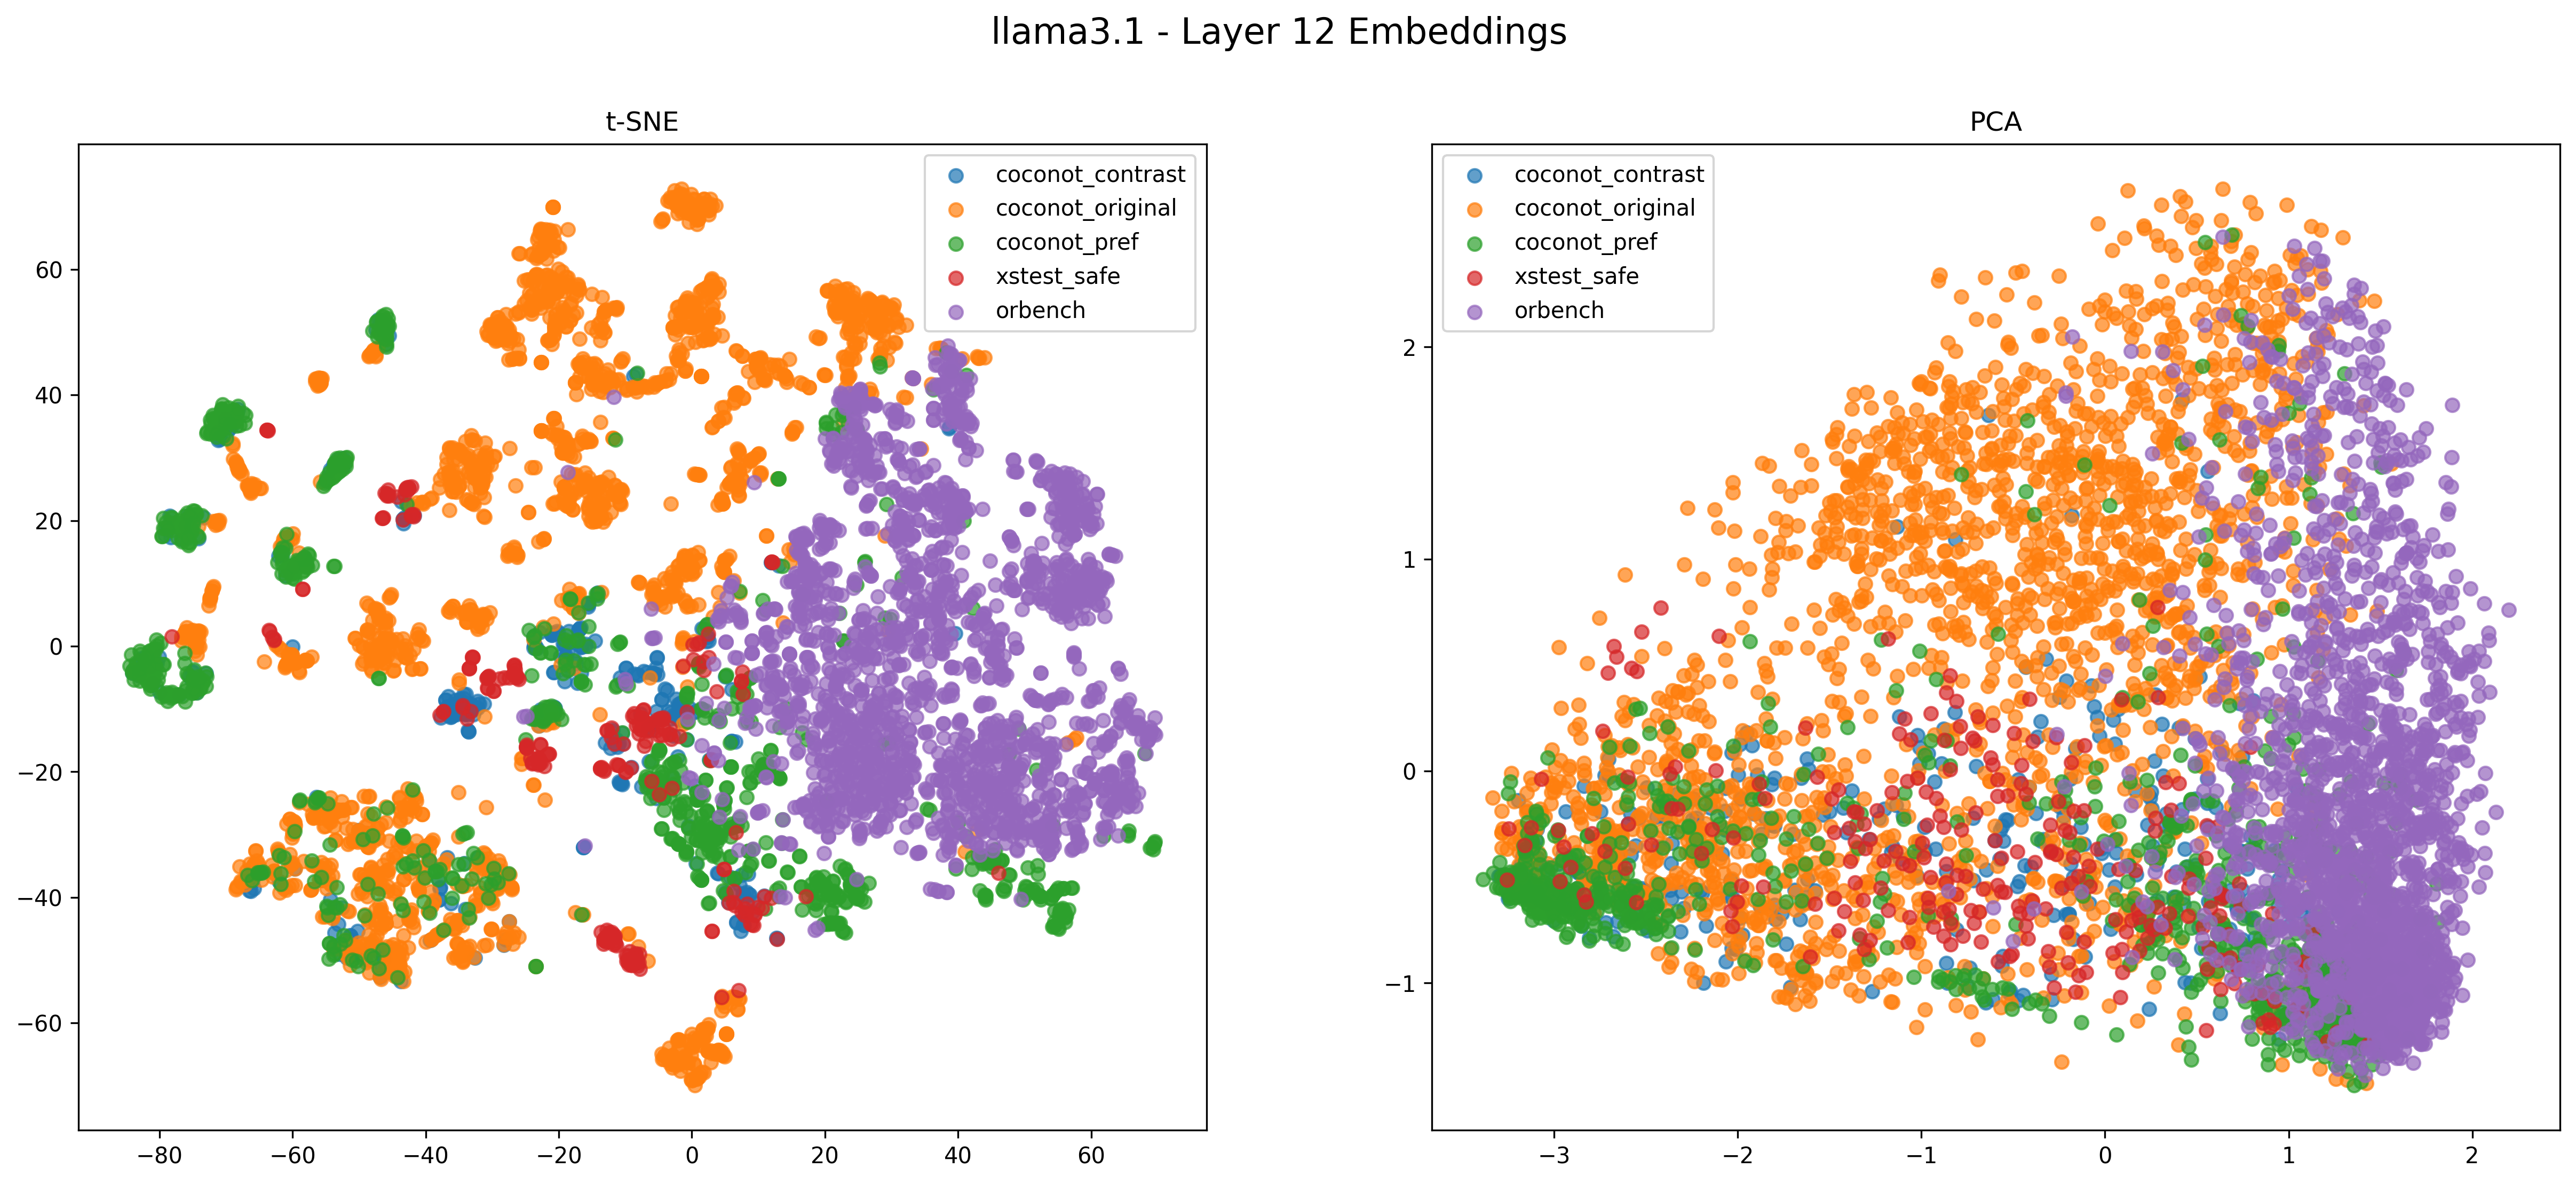 llama3.1 - Layer 12 Embeddings
t-SNE
coconot_contrast
coconot_original
coconot_pref
xstest_safe
orbench
60
40
20
0
−20
−40
−60
−80
−60
−40
−20
0
20
40
60
PCA
coconot_contrast
coconot_original
coconot_pref
xstest_safe
orbench
2
1
0
−1
−3
−2
−1
0
1
2